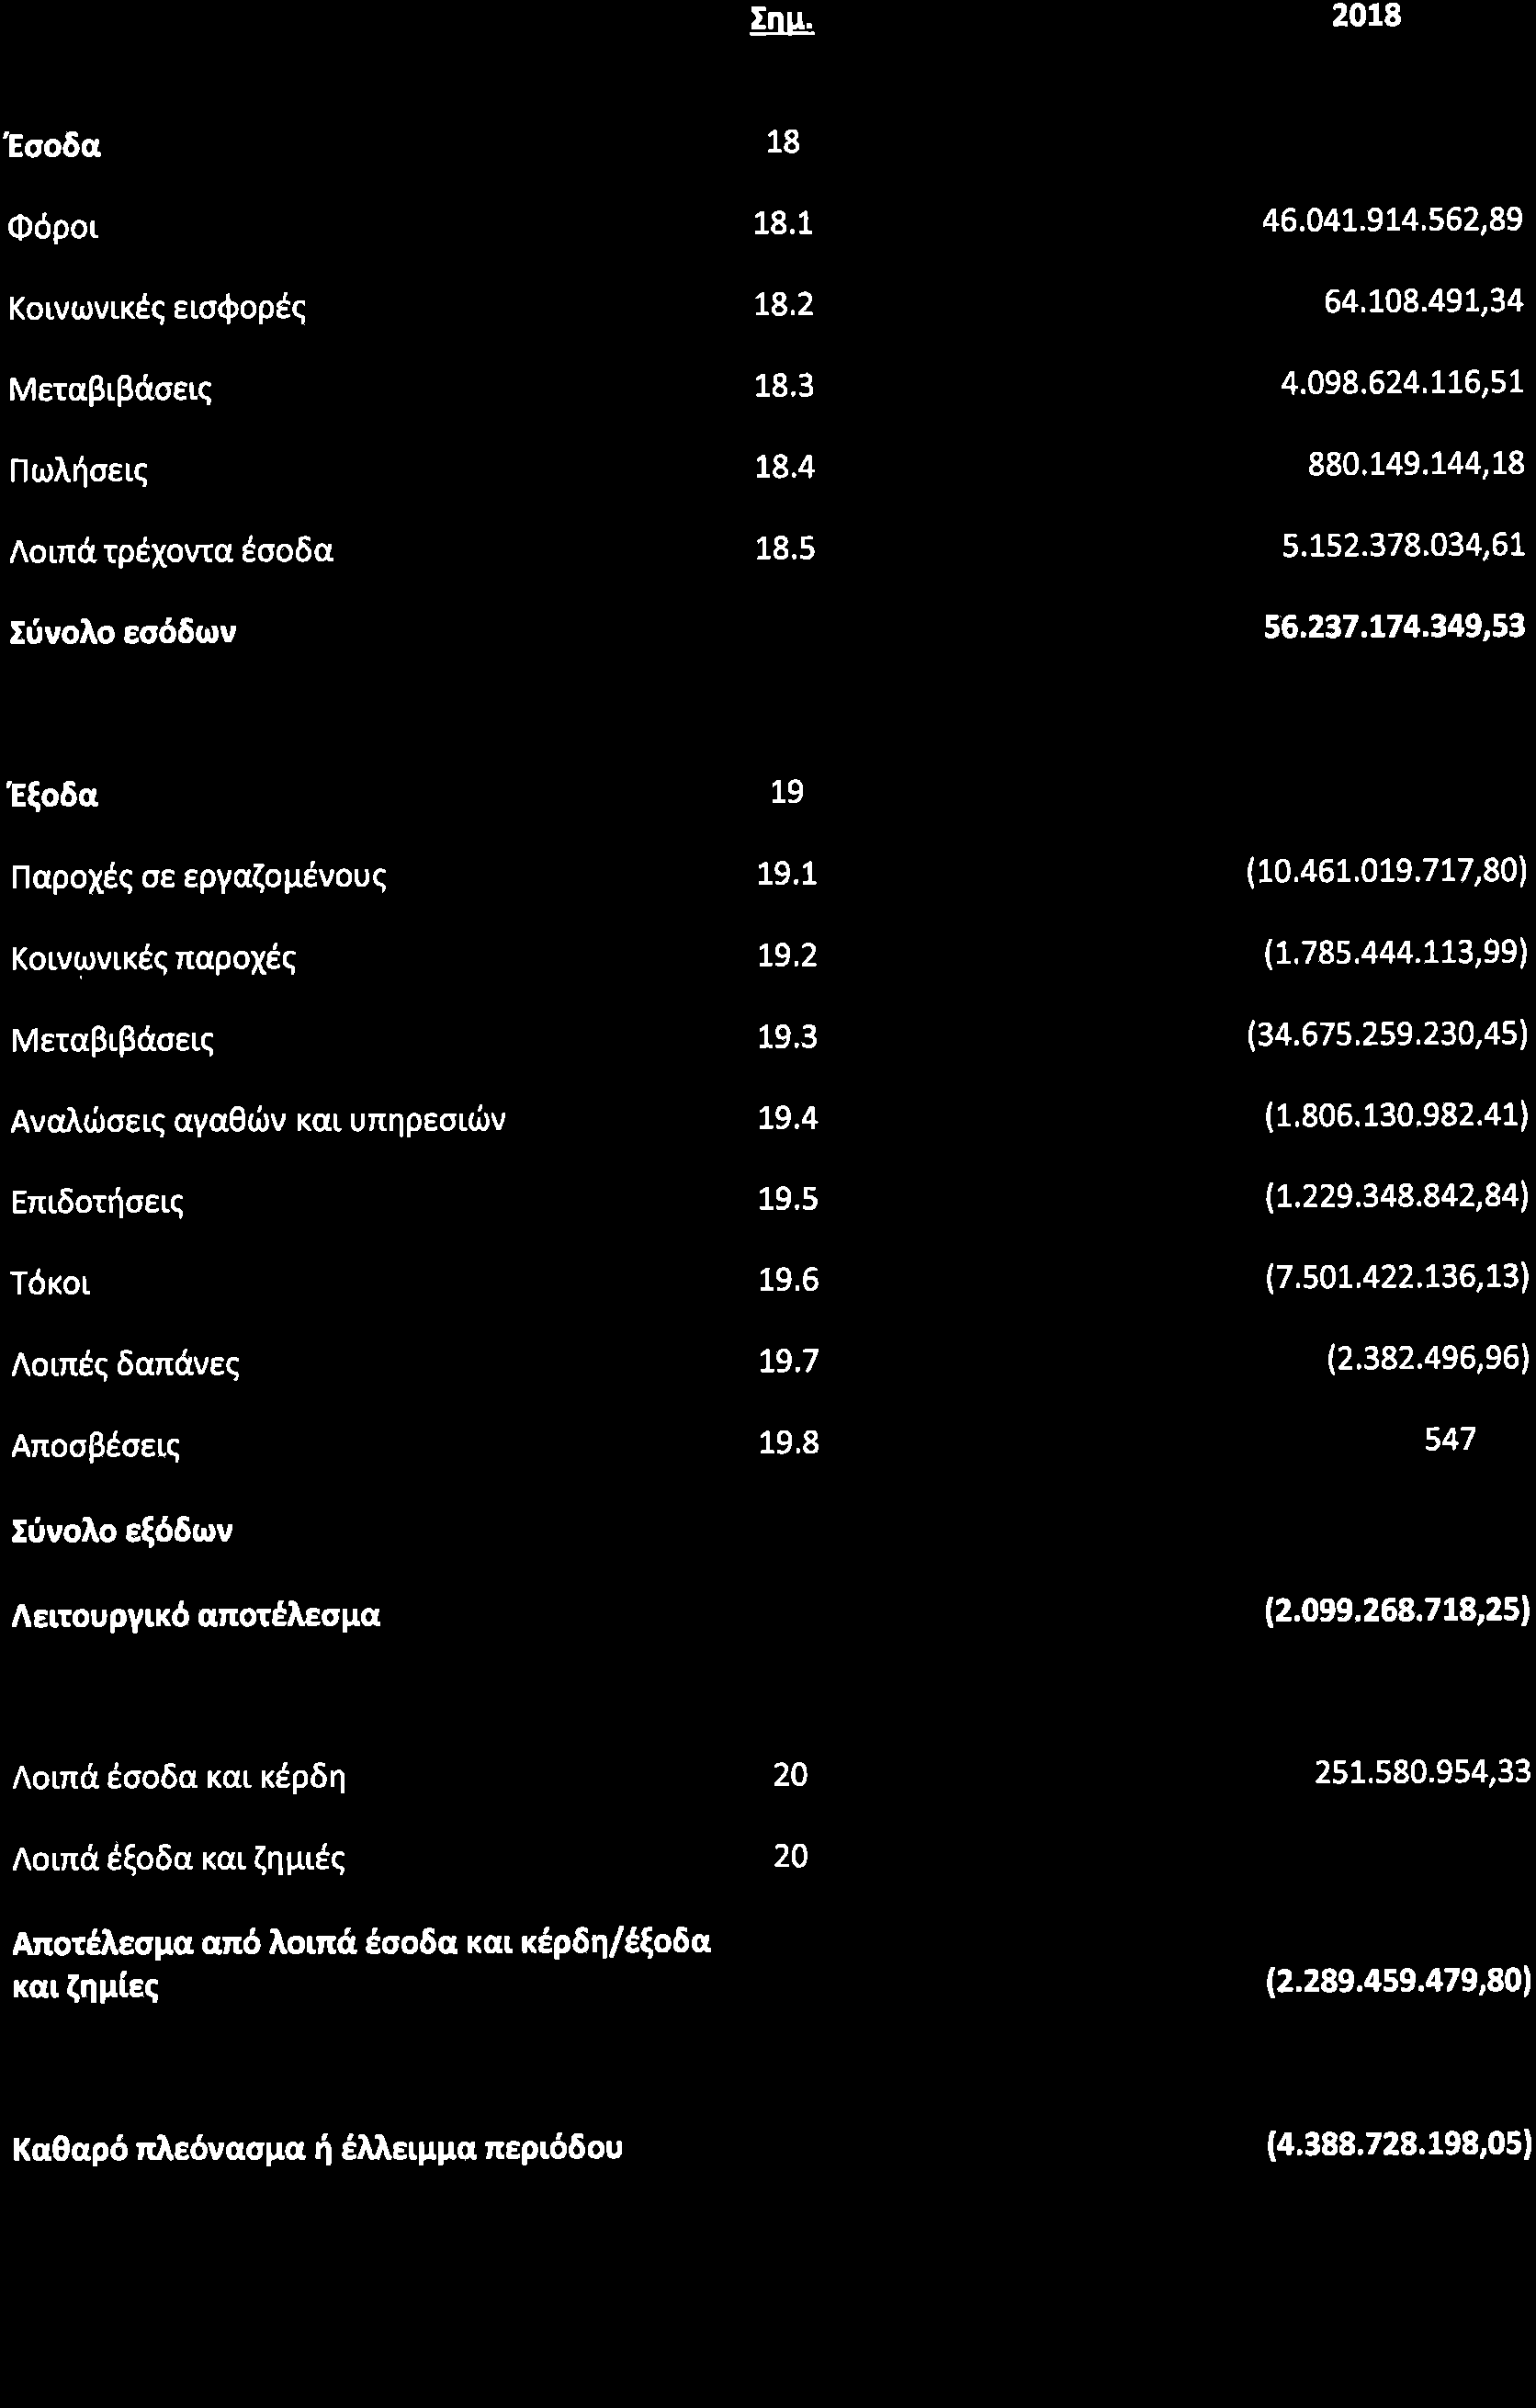 Σημ. 2018
Έσοδα 18
Φόροι 18.1 46.041.914.562,89
Κοινωνικές εισφορές 18.2 64.108.491,34
Μεταβιβάσεις 18.3 4.098.624.116,51
Πωλήσεις 18.4 880.149.144,18
Λοιπά τρέχοντα έσοδα 18.5 5.152.378.034,61
Σύνολο εσόδων 56.237.174.349,53
Έξοδα 19
Παροχές σε εργαζομένους 19.1 (10.461.019.717,80)
Κοινωνικές παροχές 19.2 (1.785.444.113,99)
Μεταβιβάσεις 19.3 (34.675.259.230,45)
Αναλώσεις αγαθών και υπηρεσιών 19.4 (1.806.130.982.41)
Επιδοτήσεις 19.5 (1.229.348.842,84)
Τόκοι 19.6 (7.501.422.136,13)
Λοιπές δαπάνες 19.7 (2.382.496,96)
Αποσβέσεις 19.8 547
Σύνολο εξόδων
Λειτουργικό αποτέλεσμα (2.099.268.718,25)
Λοιπά έσοδα και κέρδη 20 251.580.954,33
Λοιπά έξοδα και ζημιές 20
Αποτέλεσμα από λοιπά έσοδα και κέρδη/έξοδα
και ζημίες (2.289.459.479,80)
Καθαρό πλεόνασμα ή έλλειμμα περιόδου (4.388.728.198,05)